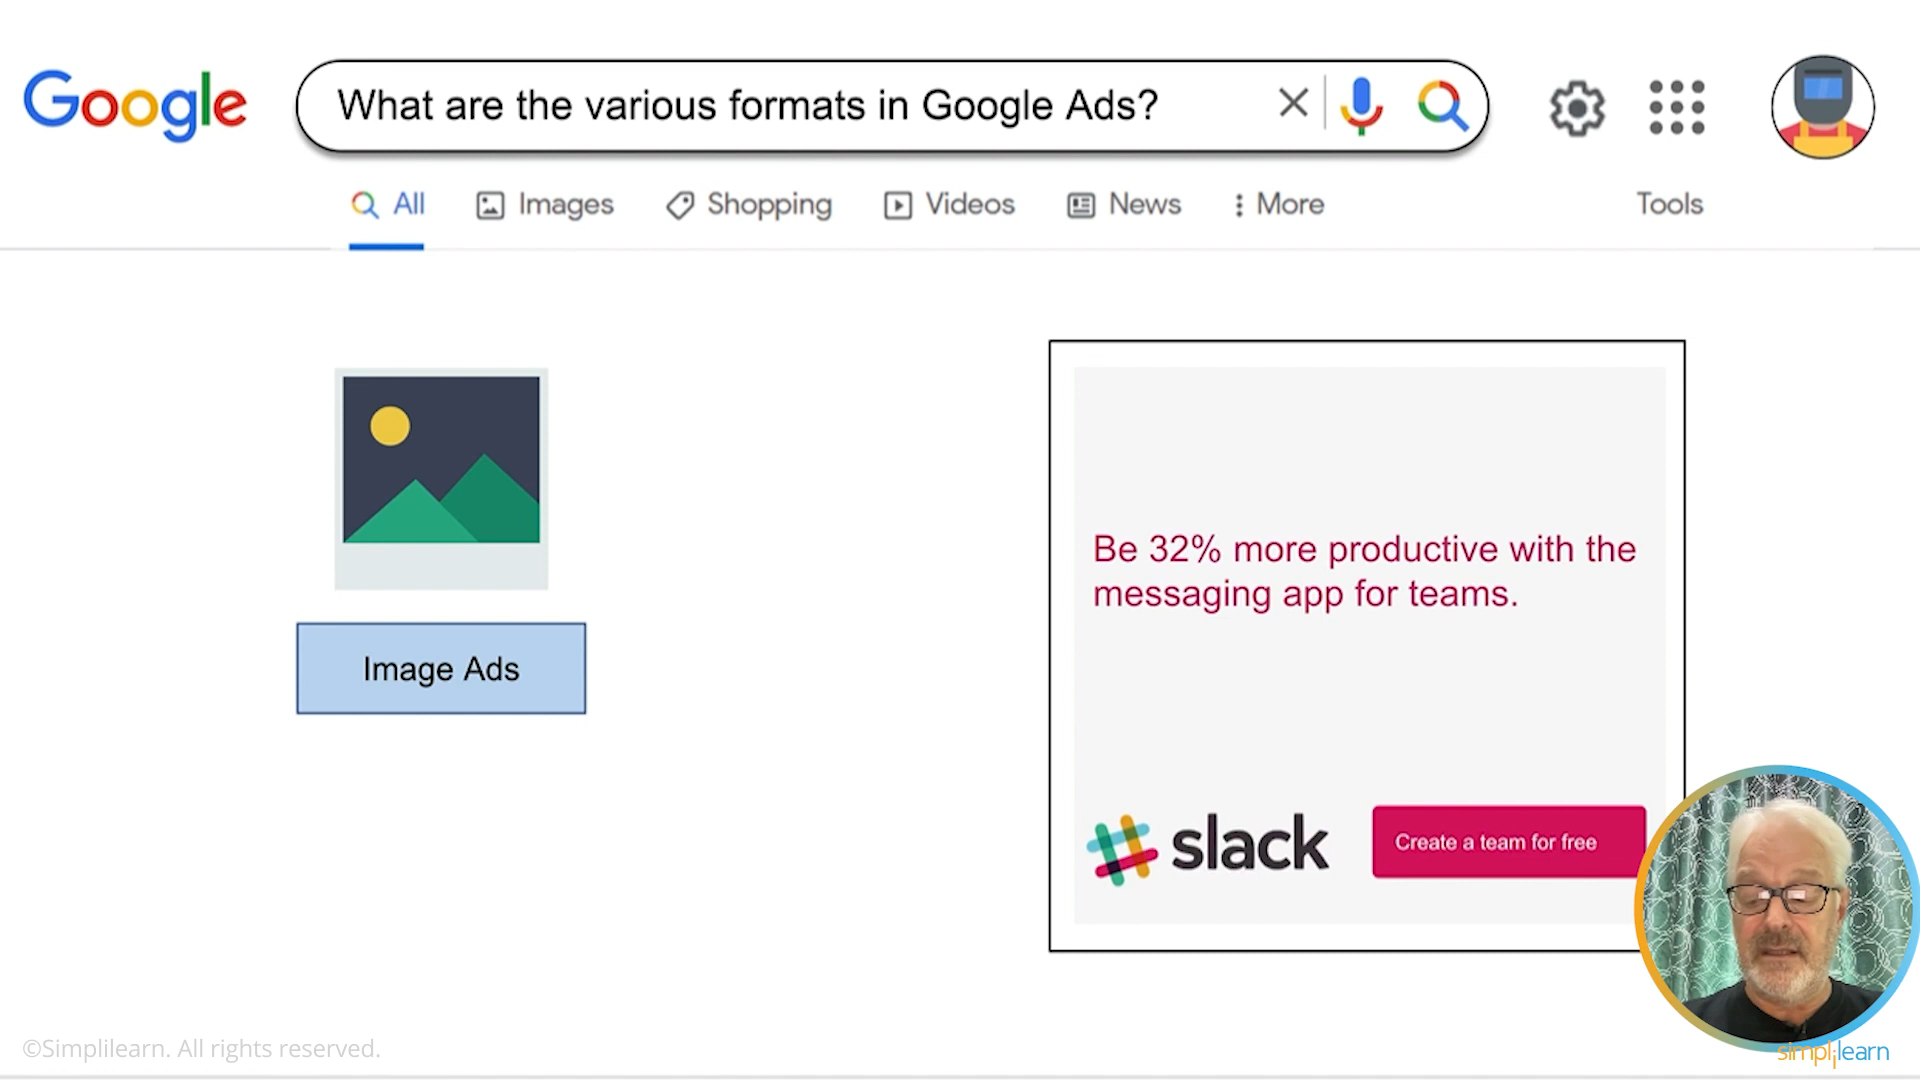 Google
What are the various formats in Google Ads?
All Images Shopping Videos News More Tools
Be 32% more productive with the
messaging app for teams.
Image Ads
slack
Create a team for free
©Simplilearn. All rights reserved.
simplilearn